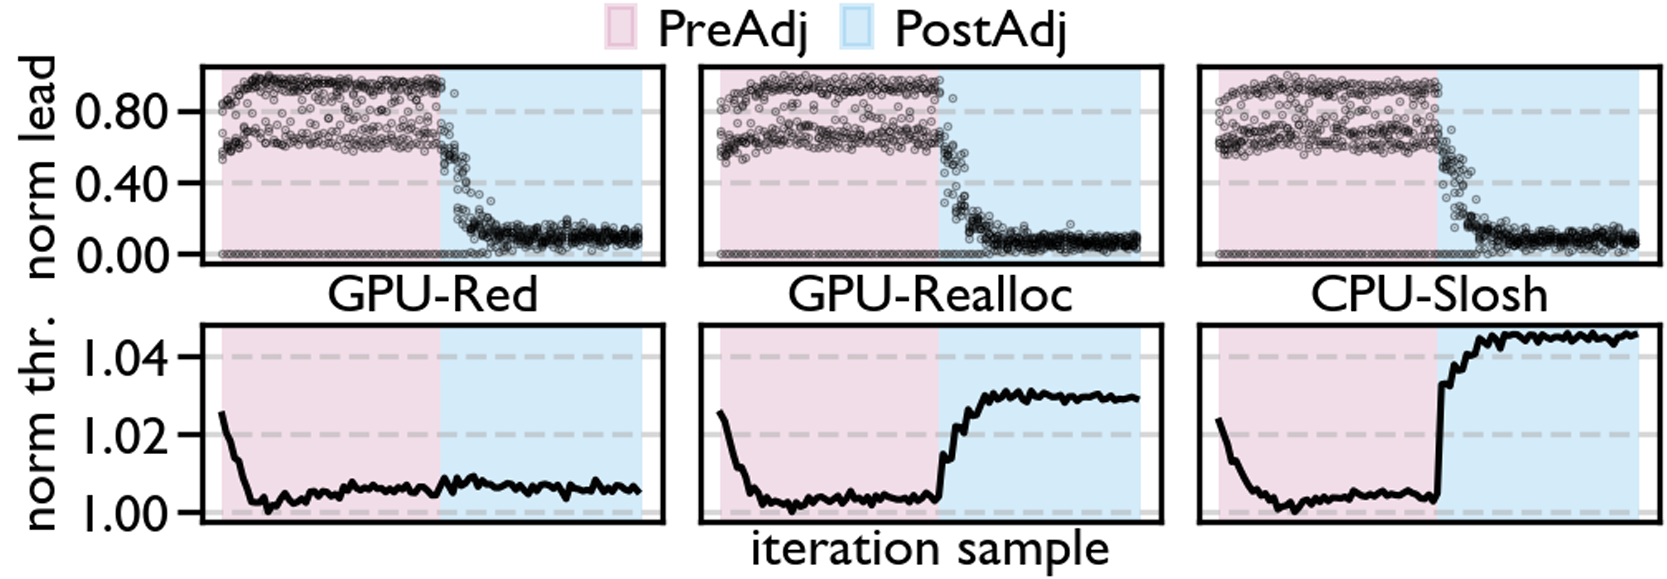 PreAdj PostAdj
norm lead
0.80
0.40
0.00
GPU-Red GPU-Realloc CPU-Slosh
norm thr.
1.04
1.02
1.00
iteration sample